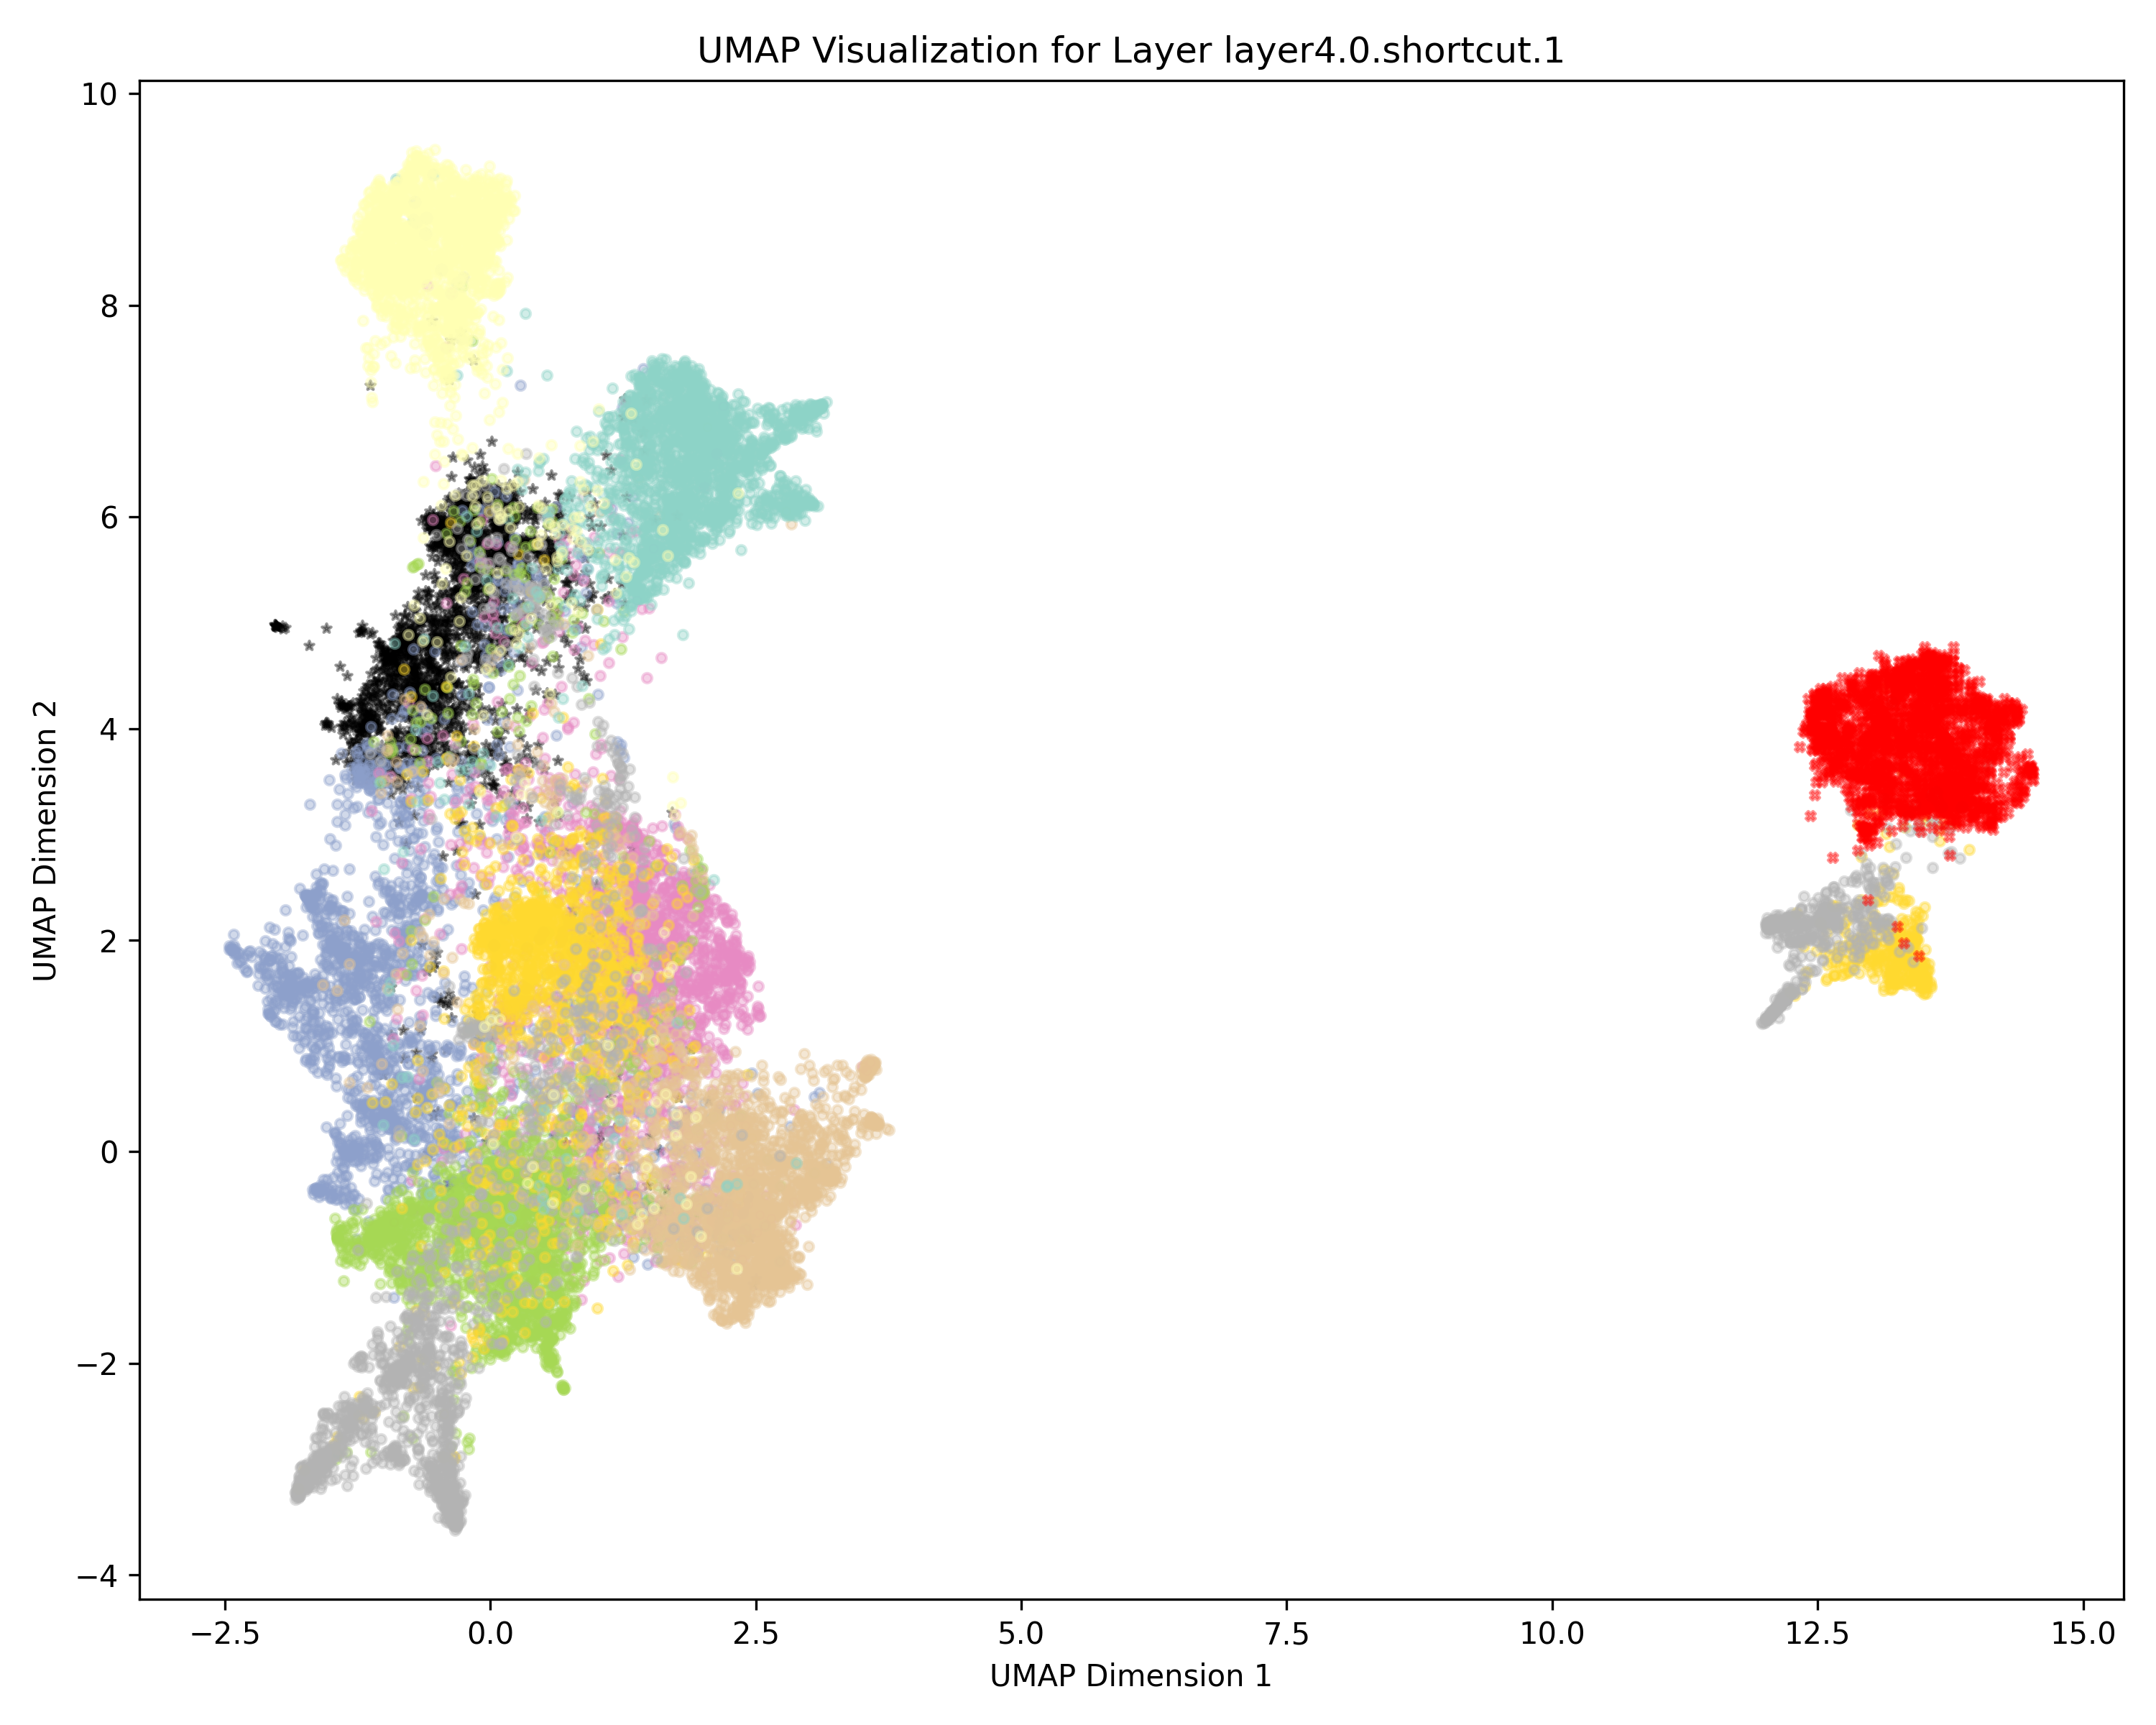 UMAP Visualization for Layer layer4.0.shortcut.1
10
8
6
4
2
0
−2
−4
UMAP Dimension 2
−2.5 0.0 2.5 5.0 7.5 10.0 12.5 15.0
UMAP Dimension 1